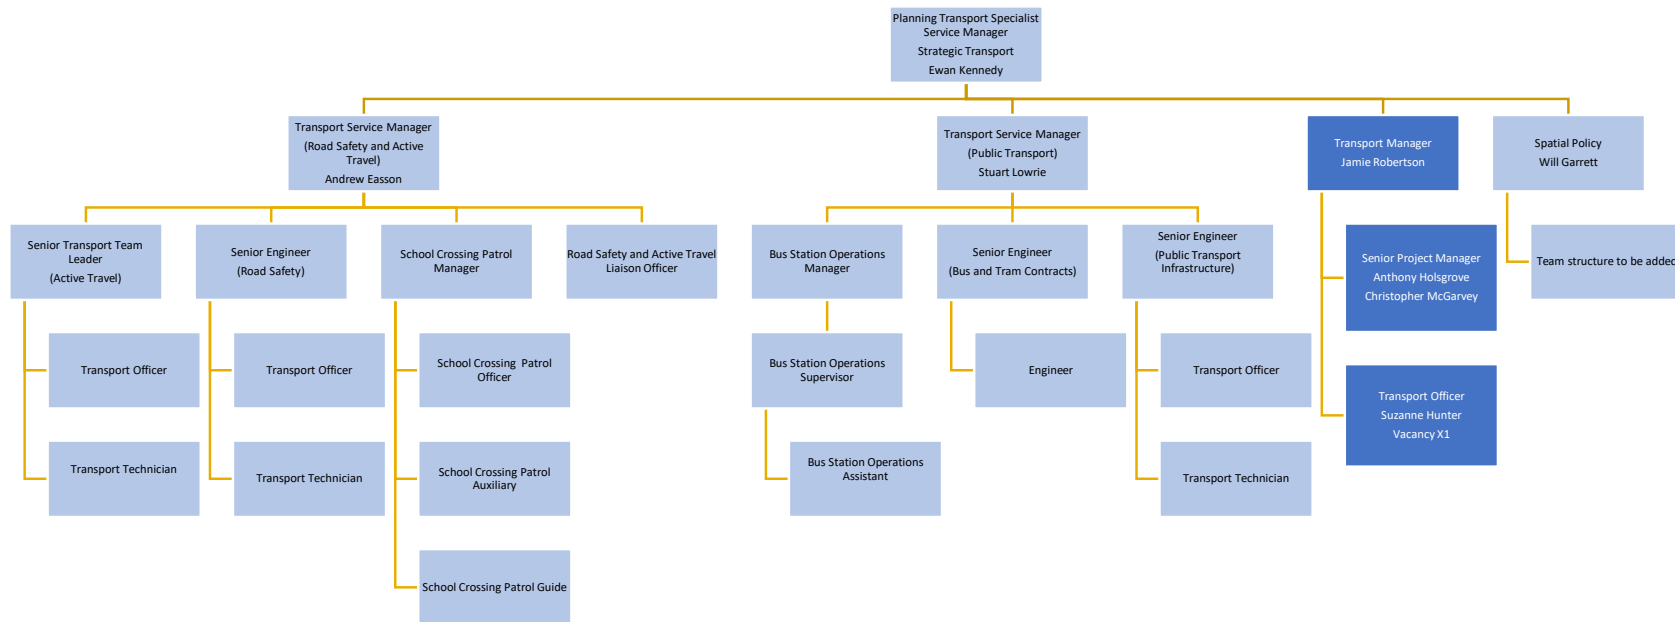 Planning Transport Specialist
Service Manager
Strategic Transport
Ewan Kennedy
Transport Service Manager
(Road Safety and Active
Travel)
Andrew Easson
Transport Service Manager
(Public Transport)
Stuart Lowrie
Transport Manager
Jamie Robertson
Spatial Policy
Will Garrett
Senior Transport Team
Leader
(Active Travel)
Senior Engineer
(Road Safety)
School Crossing Patrol
Manager
Road Safety and Active Travel
Liaison Officer
Bus Station Operations
Manager
Senior Engineer
(Bus and Tram Contracts)
Senior Engineer
(Public Transport
Infrastructure)
Senior Project Manager
Anthony Holsgrove
Christopher McGarvey
Team structure to be added
Transport Officer
Transport Officer
School Crossing Patrol
Officer
Bus Station Operations
Supervisor
Engineer
Transport Officer
Transport Officer
Suzanne Hunter
Vacancy X1
Transport Technician
Transport Technician
School Crossing Patrol
Auxiliary
Bus Station Operations
Assistant
Transport Technician
School Crossing Patrol Guide